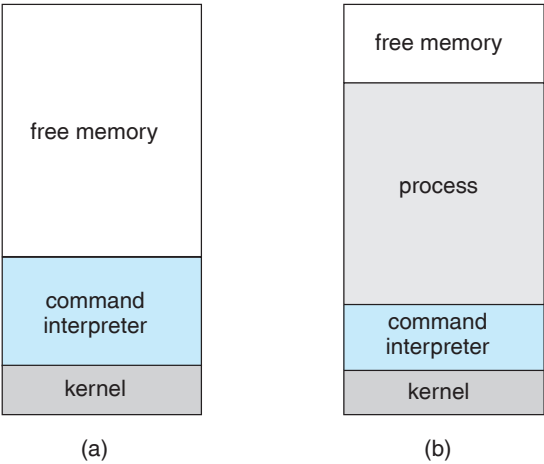 free memory
command
interpreter
kernel
(a)
free memory
process
command
interpreter
kernel
(b)